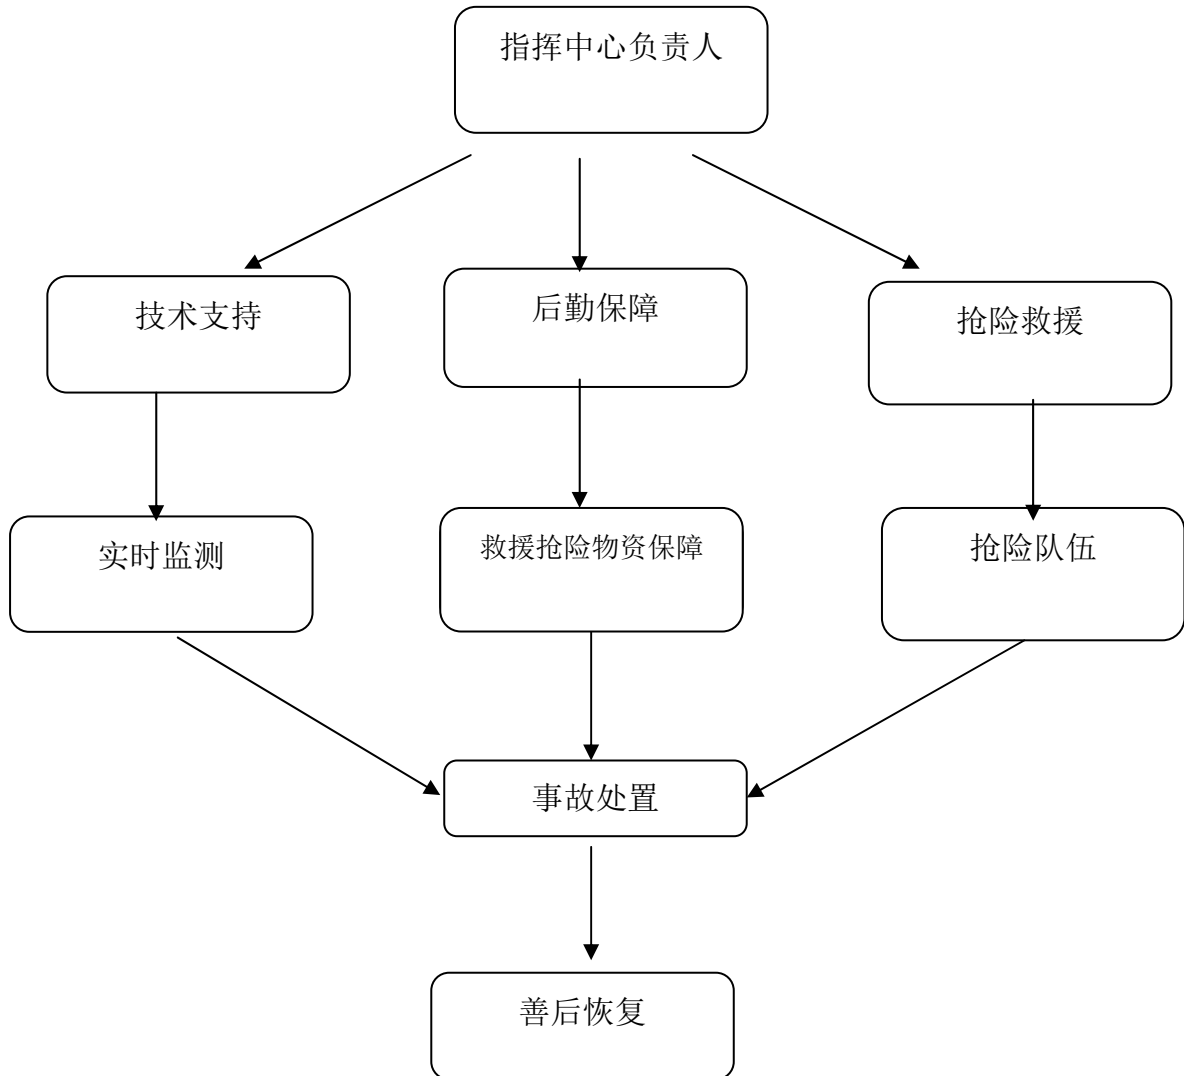 指挥中心负责人
技术支持
后勤保障
抢险救援
实时监测
救援抢险物资保障
抢险队伍
事故处置
善后恢复